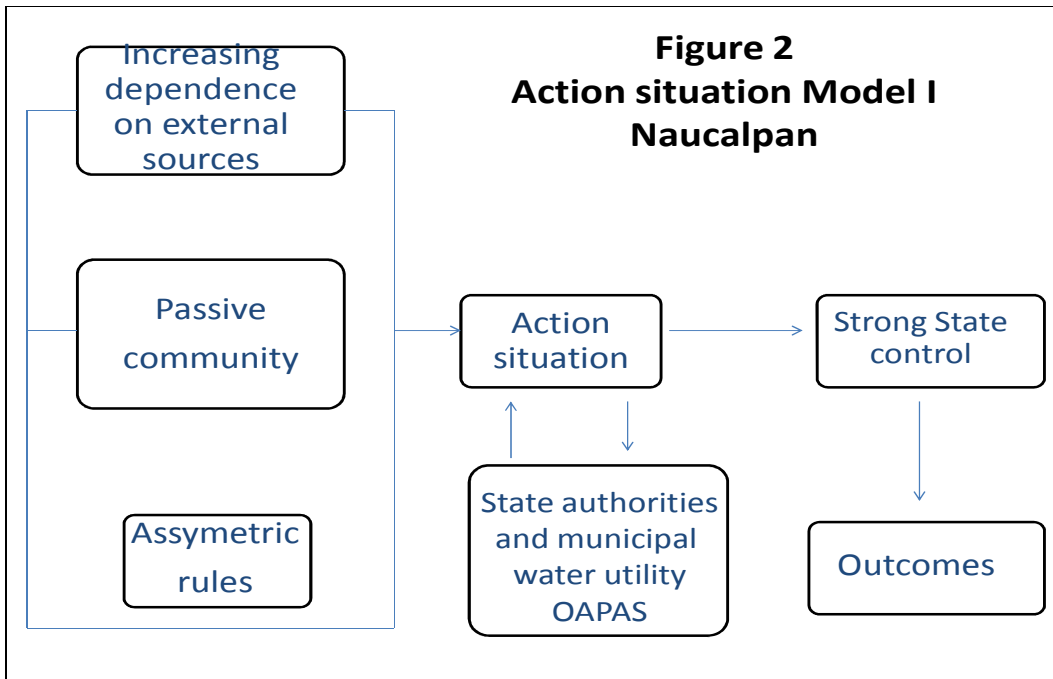 Figure 2
Action situation Model I
Naucalpan
Increasing
dependence
on external
sources
Passive
community
Assymetric
rules
Action
situation
State authorities
and municipal
water utility
OAPAS
Strong State
control
Outcomes